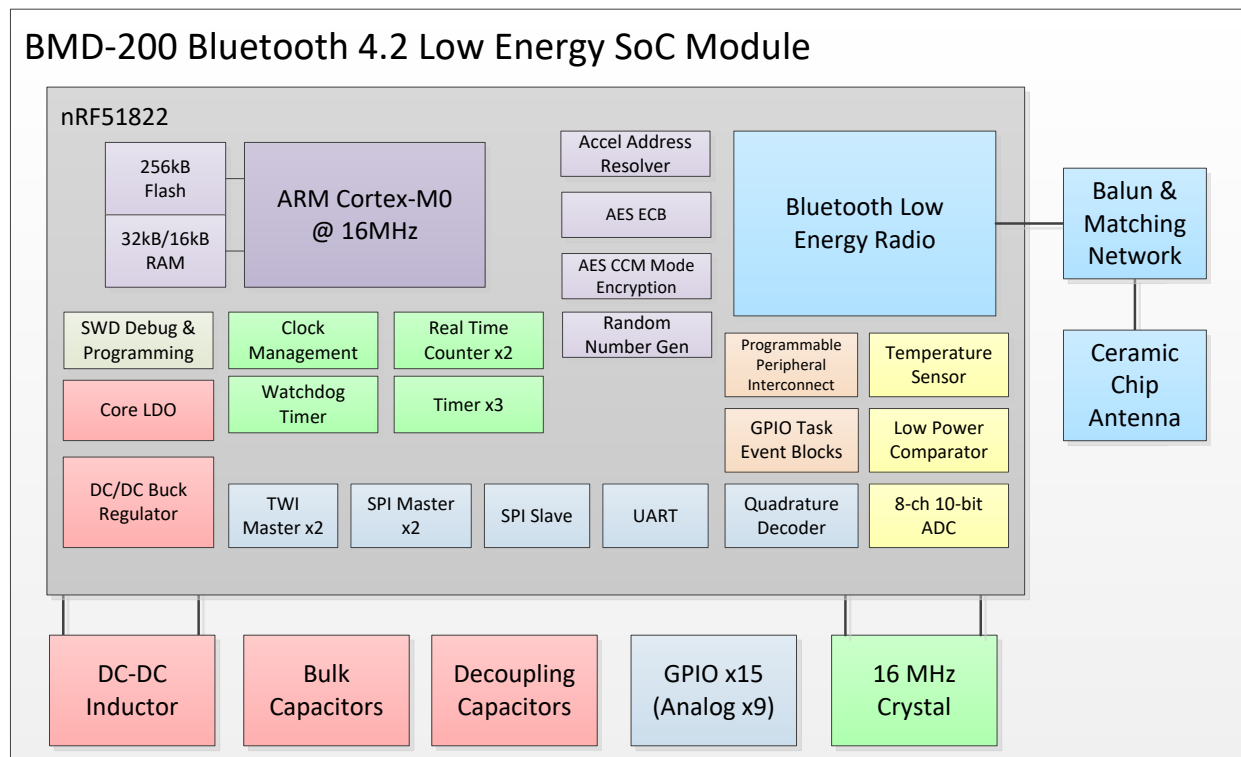 BMD-200 Bluetooth 4.2 Low Energy SoC Module
nRF51822
256kB
Flash
32kB/16kB
RAM
ARM Cortex-M0
@ 16MHz
Accel Address
Resolver
AES ECB
AES CCM Mode
Encryption
Random
Number Gen
Bluetooth Low
Energy Radio
Balun &
Matching
Network
Ceramic
Chip
Antenna
SWD Debug &
Programming
Clock
Management
Real Time
Counter x2
Core LDO
Watchdog
Timer
Timer x3
Programmable
Peripheral
Interconnect
Temperature
Sensor
GPIO Task
Event Blocks
Low Power
Comparator
DC/DC Buck
Regulator
TWI
Master x2
SPI Master
x2
SPI Slave
UART
Quadrature
Decoder
8-ch 10-bit
ADC
DC-DC
Inductor
Bulk
Capacitors
Decoupling
Capacitors
GPIO x15
(Analog x9)
16 MHz
Crystal